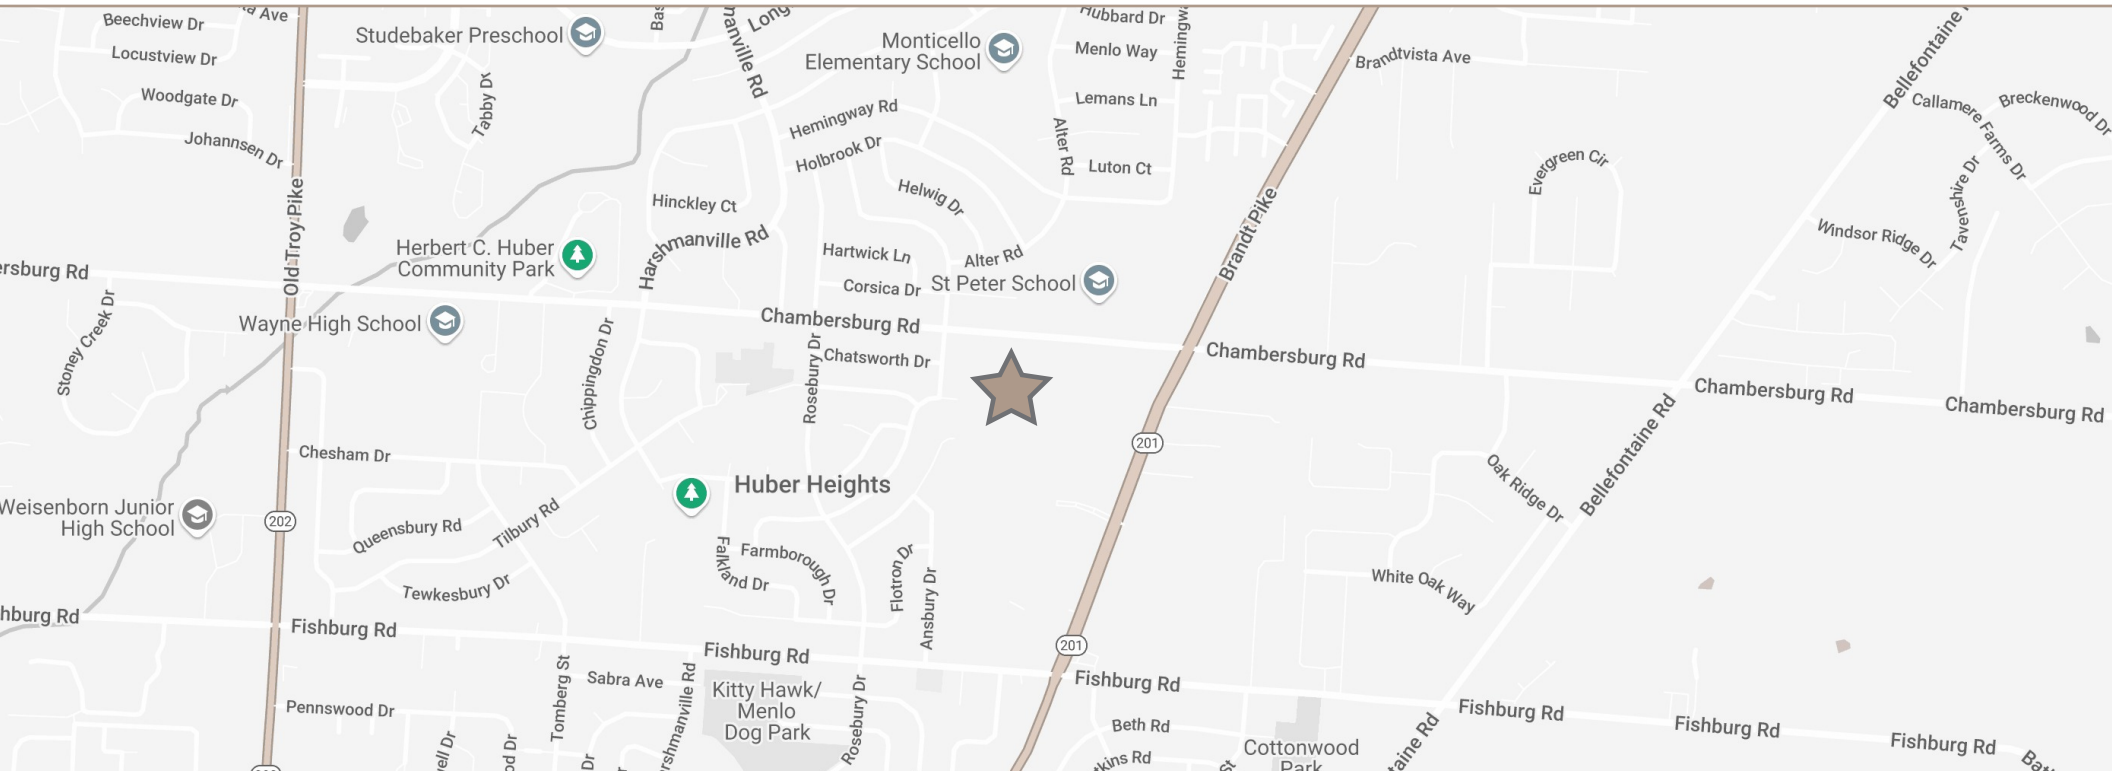 Beechview Dr
Locustview Dr
Woodgate Dr
Johannsen Dr
Old Troy Pike
Studebaker Preschool
Tabby Dr
Monticello
Elementary School
Hubbard Dr
Menlo Way
Lemans Ln
Luton Ct
Alter Rd
Hemingway Rd
Holbrook Dr
Helwig Dr
Hinckley Ct
Harshmanville Rd
Hartwick Ln
Corsica Dr
Alter Rd
St Peter School
Herbert C. Huber
Community Park
Wayne High School
Brandt Pike
Brandtvista Ave
Evergreen Cir
Callamere Farms Dr
Breckenwood Dr
Tavenshire Dr
Windsor Ridge Dr
Stoney Creek Dr
Chippingdon Dr
Chambersburg Rd
Chatsworth Dr
Rosebury Dr
Chambersburg Rd
Chambersburg Rd
Chambersburg Rd
Bellefontaine Rd
201
Oak Ridge Dr
White Oak Way
Chesham Dr
Weisenborn Junior
High School
202
Queensbury Rd
Tilbury Rd
Tewkesbury Dr
Huber Heights
Falkland Dr
Farmborough Dr
Flotron Dr
Ansbury Dr
Fishburg Rd
Fishburg Rd
201
Fishburg Rd
Fishburg Rd
Fishburg Rd
Fishburg Rd
Tomberg St
Sabra Ave
Pennswood Dr
Kitty Hawk/
Menlo
Dog Park
Rosebury Dr
Beth Rd
Cottonwood
Park